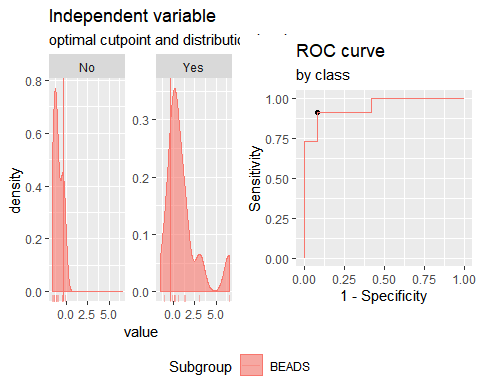 Independent variable
optimal cutpoint and distribution
ROC curve
by class
No
Yes
density
0.8
0.6
0.4
0.2
0.0
0.3
0.2
0.1
0.0
0.0 2.5 5.0
0.0 2.5 5.0
value
Sensitivity
1.00
0.75
0.50
0.25
0.00
0.00 0.25 0.50 0.75 1.00
1 - Specificity
Subgroup
BEADS